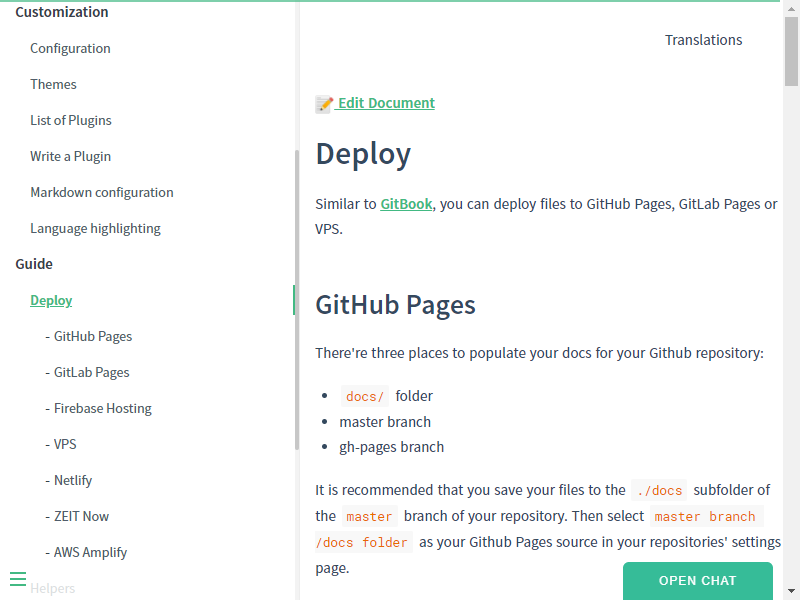 Customization
Configuration
Themes
List of Plugins
Write a Plugin
Markdown configuration
Language highlighting
Guide
Deploy
- GitHub Pages
- GitLab Pages
- Firebase Hosting
- VPS
- Netlify
- ZEIT Now
- AWS Amplify
Helpers
Translations
Edit Document
Deploy
Similar to GitBook, you can deploy files to GitHub Pages, GitLab Pages or
VPS.
GitHub Pages
There're three places to populate your docs for your Github repository:
• docs/ folder
• master branch
• gh-pages branch
It is recommended that you save your files to the ./docs subfolder of
the master branch of your repository. Then select master branch
/docs folder as your Github Pages source in your repositories' settings
page.
OPEN CHAT